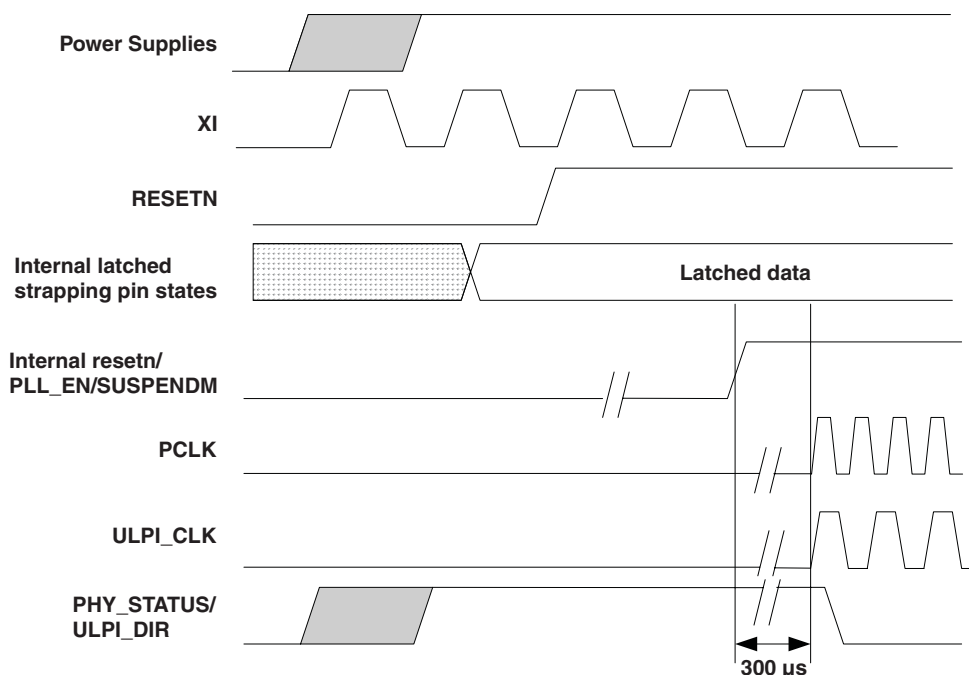 Power Supplies
XI
RESETN
Internal latched
strapping pin states
Latched data
Internal resetn/
PLL_EN/SUSPENDM
PCLK
ULPI_CLK
PHY_STATUS/
ULPI_DIR
300 µs